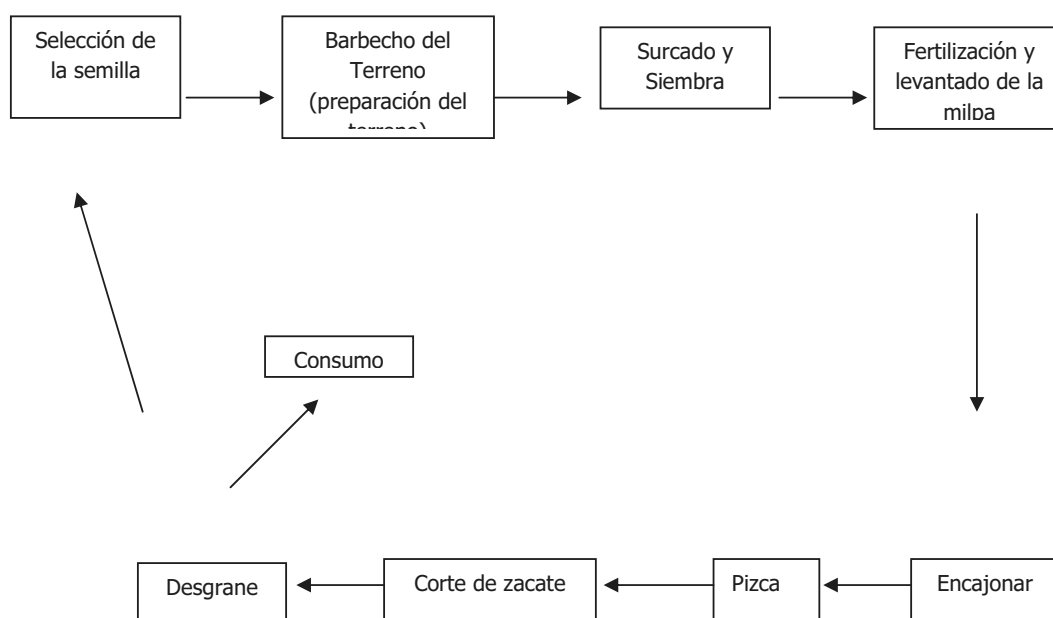 Selección de
la semilla
Barbecho del
Terreno
(preparación del
terreno)
Surcado y
Siembra
Fertilización y
levantado de la
milpa
Consumo
Desgrane
Corte de zacate
Pizca
Encajonar